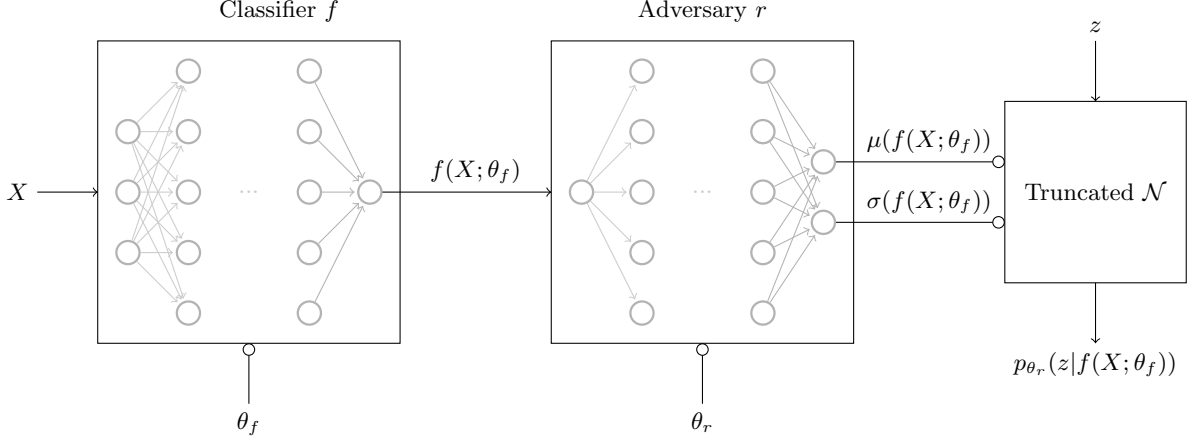 Classifier f
Adversary r
z
X
...
f(X; θ_f)
...
μ(f(X; θ_f))
σ(f(X; θ_f))
Truncated 𝒩
θ_f
θ_r
p_{θ_r}(z|f(X; θ_f))